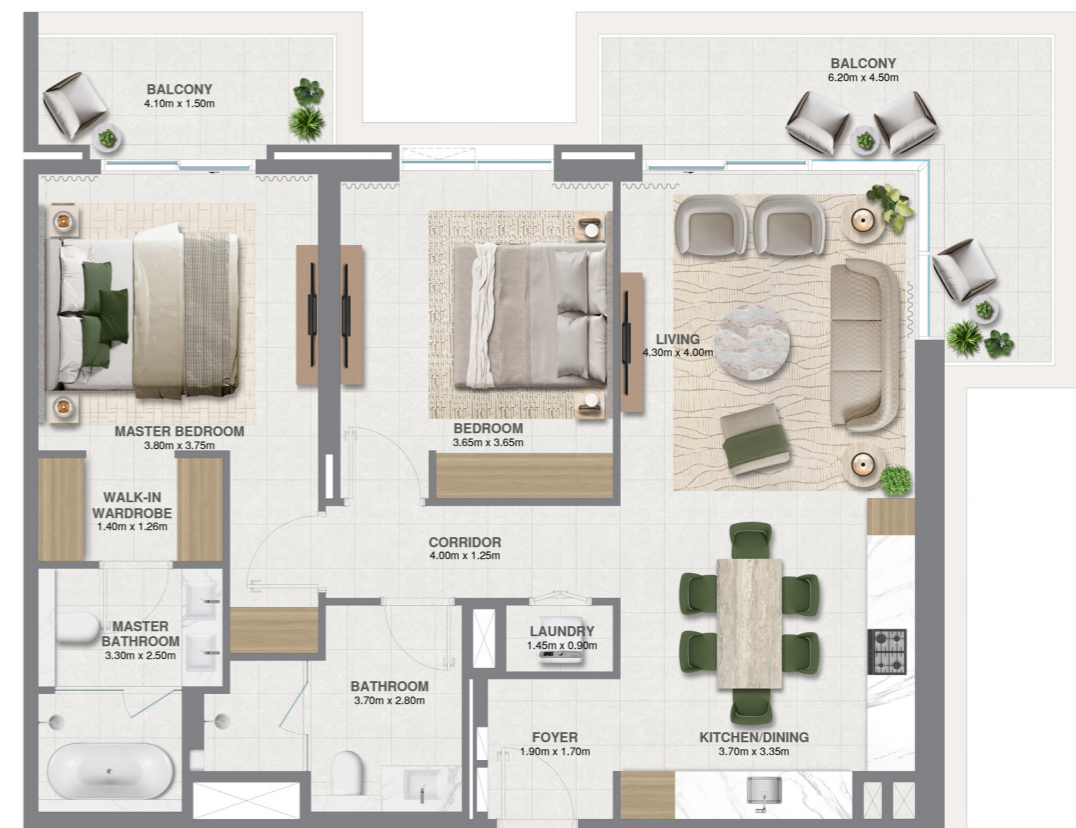 BALCONY
4.10m x 1.50m
BALCONY
6.20m x 4.50m
LIVING
4.30m x 4.00m
MASTER BEDROOM
3.80m x 3.75m
BEDROOM
3.65m x 3.65m
WALK-IN
WARDROBE
1.40m x 1.26m
CORRIDOR
4.00m x 1.25m
MASTER
BATHROOM
3.30m x 2.50m
LAUNDRY
1.45m x 0.90m
BATHROOM
3.70m x 2.80m
FOYER
1.90m x 1.70m
KITCHEN/DINING
3.70m x 3.35m